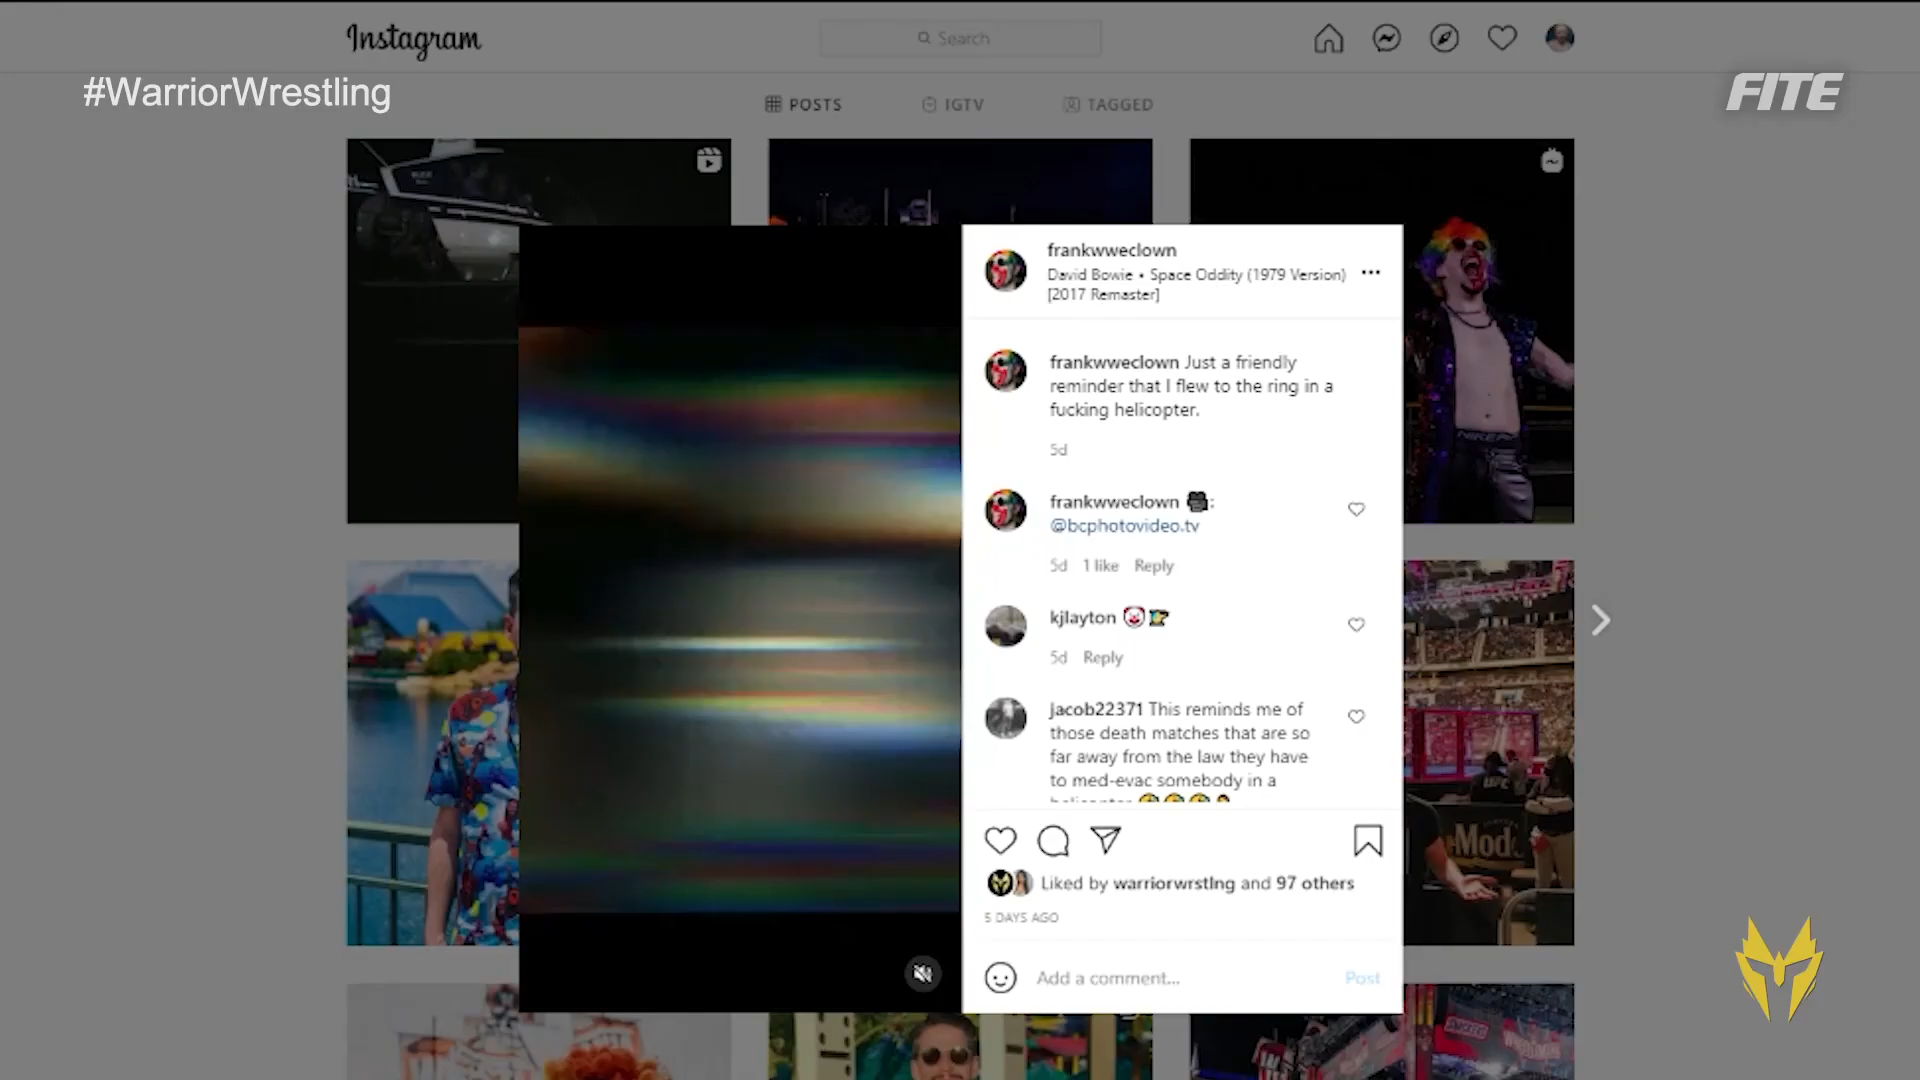 Instagram
Search
#WarriorWrestling
FITE
POSTS
IGTV
TAGGED
frankwweclown
David Bowie • Space Oddity (1979 Version)
[2017 Remaster]
frankwweclown Just a friendly
reminder that I flew to the ring in a
fucking helicopter.
5d
frankwweclown 🎥:
@bcphotovideo.tv
5d 1 like Reply
kjlayton
5d Reply
jacob22371 This reminds me of
those death matches that are so
far away from the law they have
to med-evac somebody in a
Liked by warriorwrstlng and 97 others
5 DAYS AGO
Add a comment...
Post
NIKE
UFC
Mod